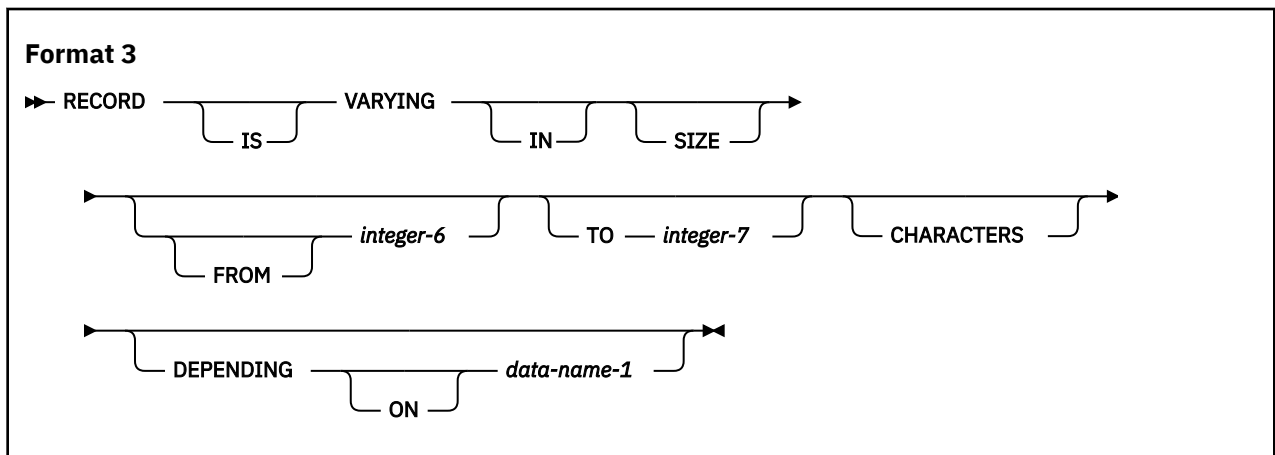 Format 3
RECORD VARYING
IS IN SIZE
integer-6 TO integer-7 CHARACTERS
FROM
DEPENDING data-name-1
ON